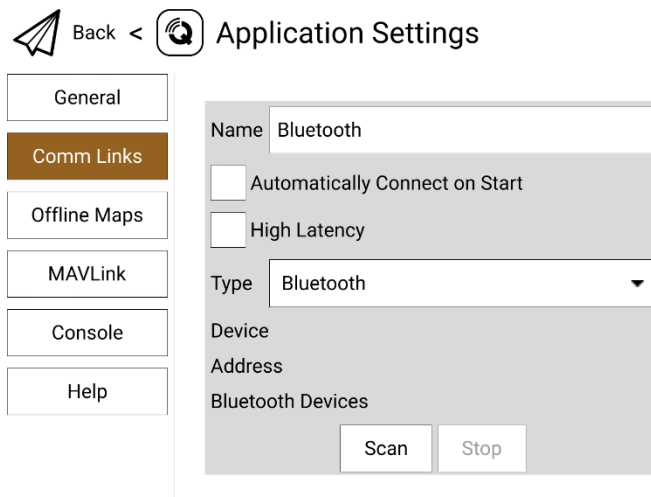 Back < Application Settings
General
Comm Links
Offline Maps
MAVLink
Console
Help
Name Bluetooth
Automatically Connect on Start
High Latency
Type Bluetooth
Device
Address
Bluetooth Devices
Scan Stop